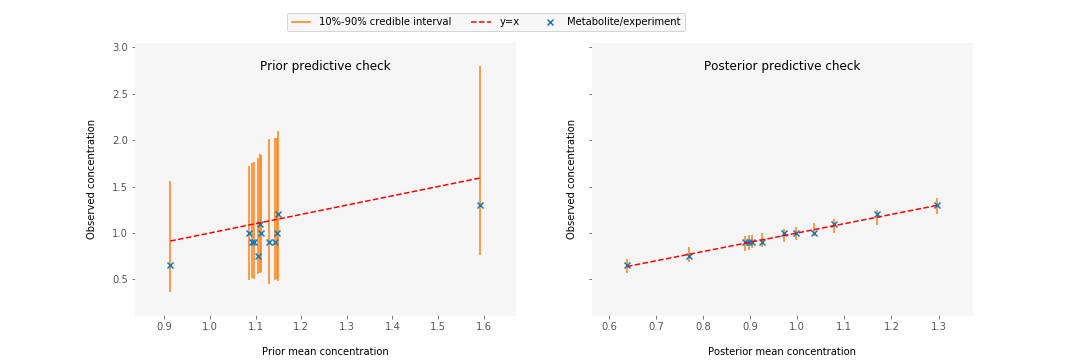 10%-90% credible interval y=x Metabolite/experiment
Prior predictive check
Posterior predictive check
3.0
2.5
2.0
1.5
1.0
0.5
Observed concentration
Observed concentration
0.9 1.0 1.1 1.2 1.3 1.4 1.5 1.6
0.6 0.7 0.8 0.9 1.0 1.1 1.2 1.3
Prior mean concentration
Posterior mean concentration